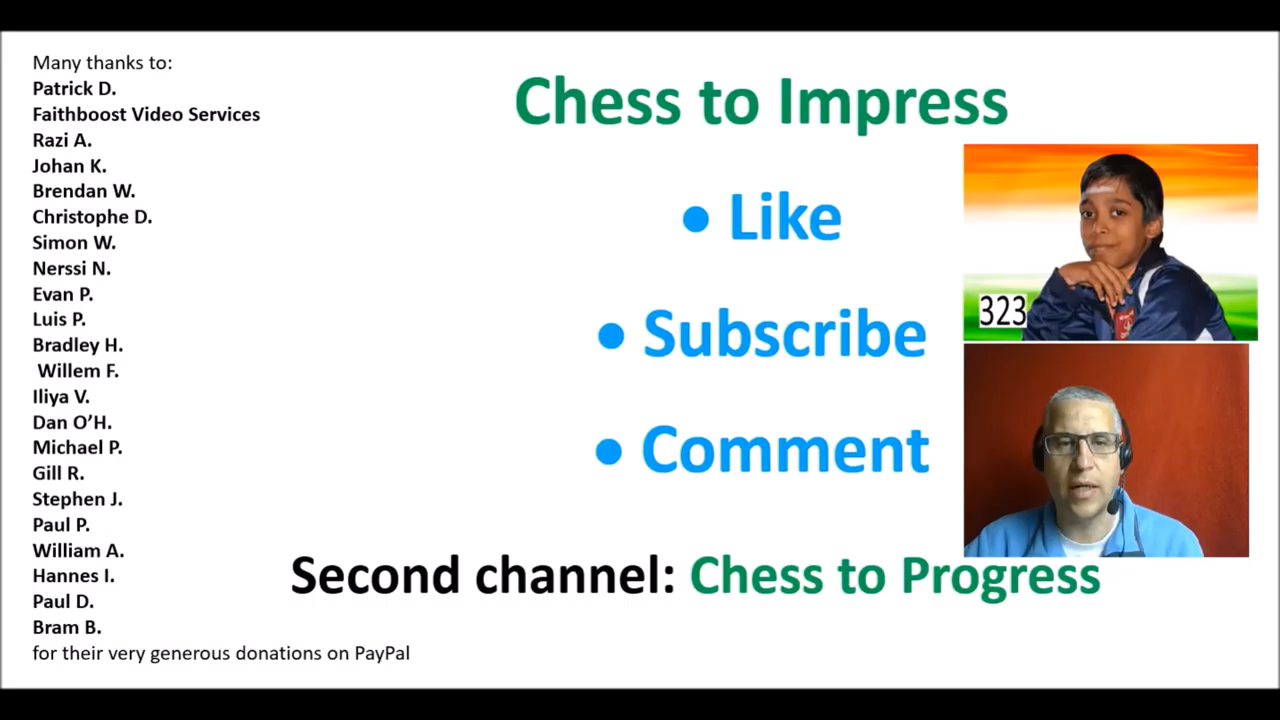 Many thanks to:
Patrick D.
Faithboost Video Services
Razi A.
Johan K.
Brendan W.
Christophe D.
Simon W.
Nerssi N.
Evan P.
Luis P.
Bradley H.
Willem F.
Iliya V.
Dan O’H.
Michael P.
Gill R.
Stephen J.
Paul P.
William A.
Hannes I.
Paul D.
Bram B.
for their very generous donations on PayPal
Chess to Impress
• Like
• Subscribe
• Comment
323
Second channel: Chess to Progress